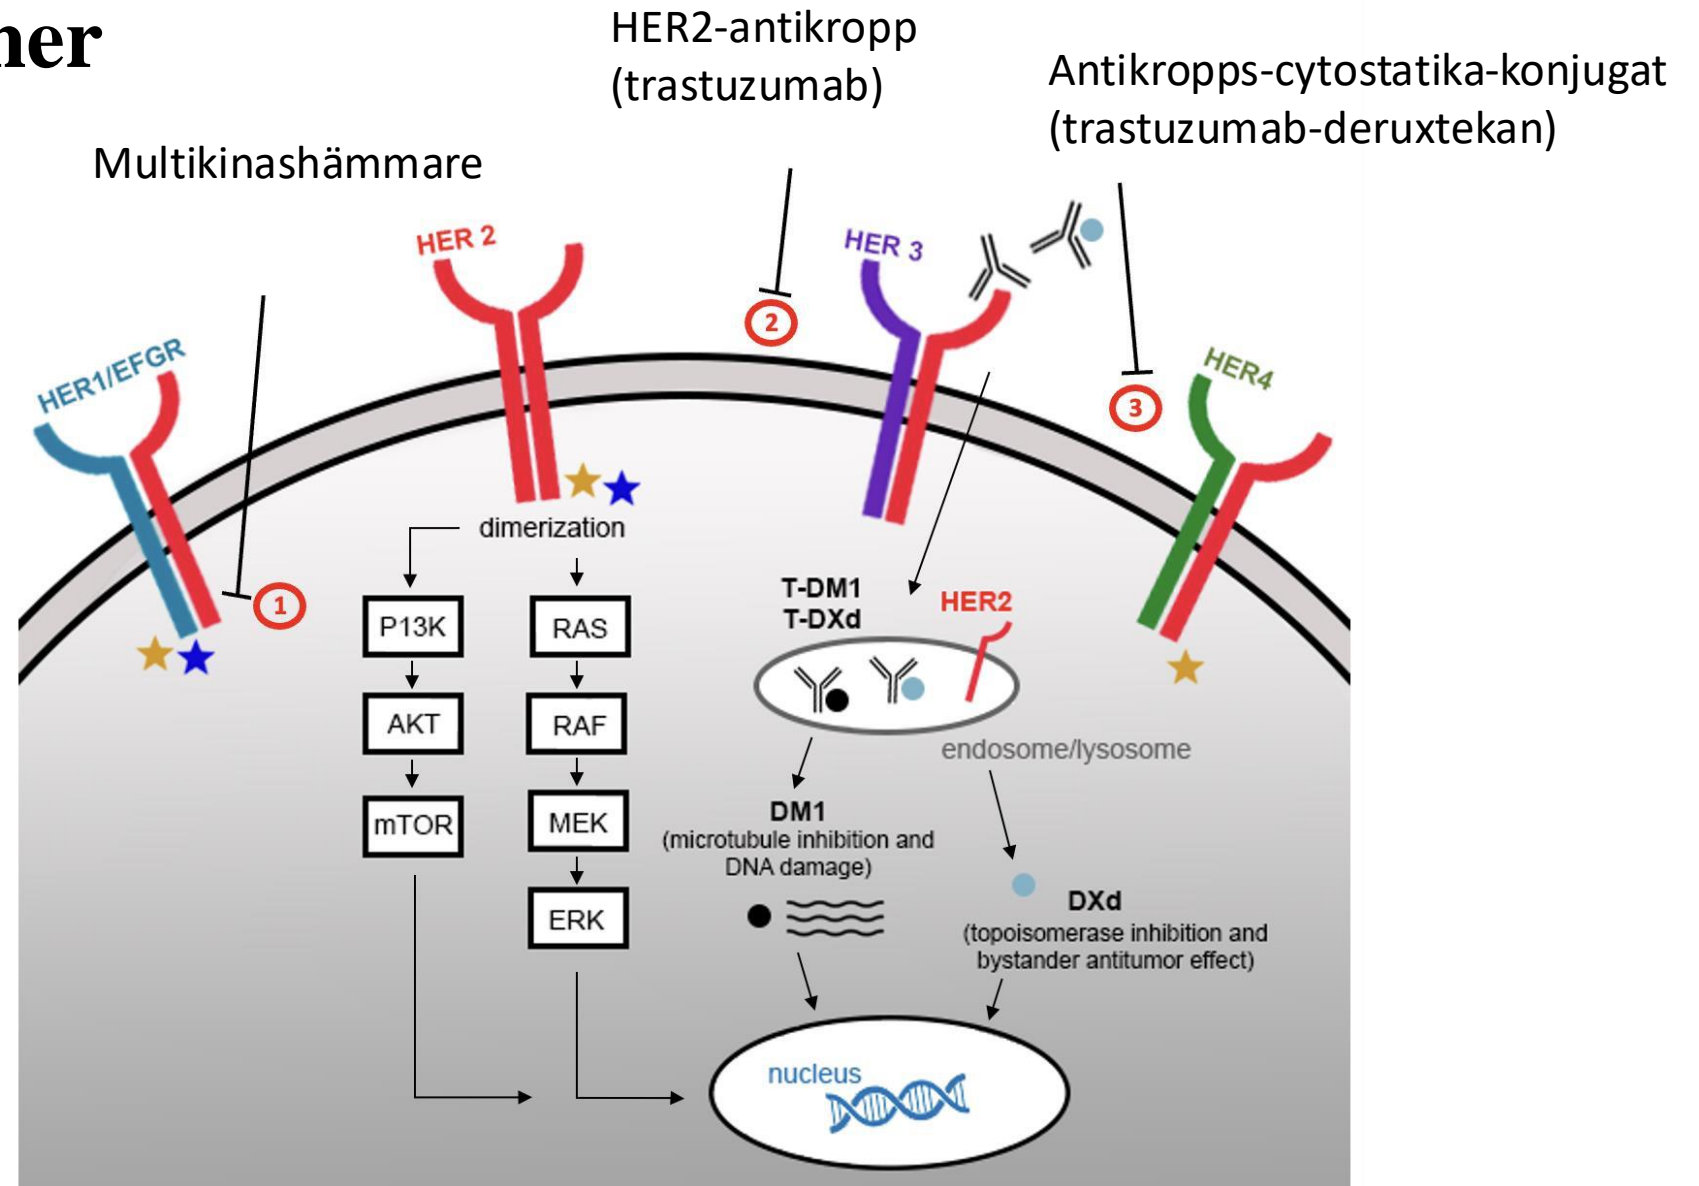 ner
HER2-antikropp
(trastuzumab)
Antikropps-cytostatika-konjugat
(trastuzumab-deruxtekan)
Multikinashämmare
HER 2
HER 3
HER1/EFGR
HER4
2
3
1
dimerization
P13K
AKT
mTOR
RAS
RAF
MEK
ERK
T-DM1
T-DXd
HER2
endosome/lysosome
DM1
(microtubule inhibition and
DNA damage)
DXd
(topoisomerase inhibition and
bystander antitumor effect)
nucleus